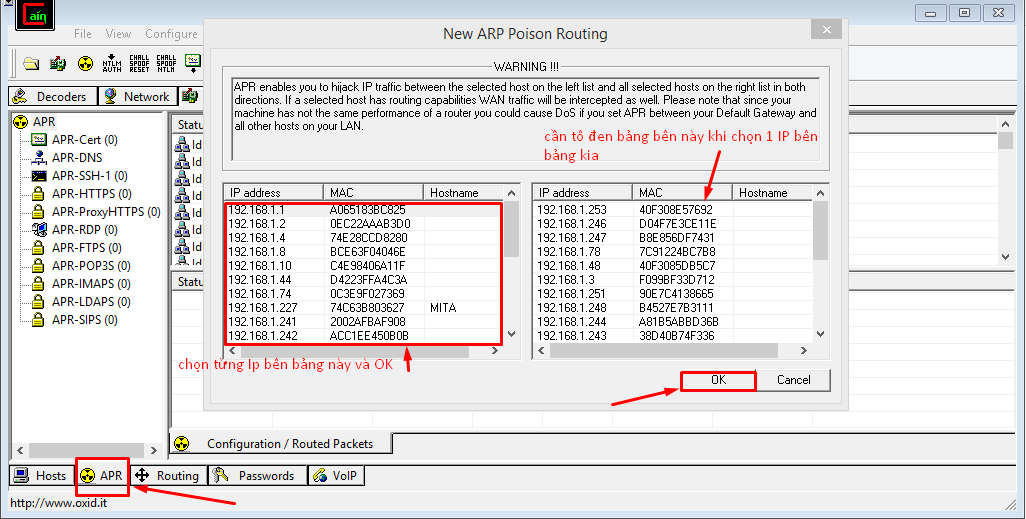 Caín
New ARP Poison Routing
File View Configure
NTLM AUTH
CHALL SPOOF RESET
CHALL SPOOF NTLM
WARNING !!!
APR enables you to hijack IP traffic between the selected host on the left list and all selected hosts on the right list in both
directions. If a selected host has routing capabilities WAN traffic will be intercepted as well. Please note that since your
machine has not the same performance of a router you could cause DoS if you set APR between your Default Gateway and
all other hosts on your LAN.
cần tô đen bảng bên này khi chọn 1 IP bên
bảng kia
Decoders Network
APR
APR-Cert (0)
APR-DNS
APR-SSH-1 (0)
APR-HTTPS (0)
APR-ProxyHTTPS (0)
APR-RDP (0)
APR-FTPS (0)
APR-POP3S (0)
APR-IMAPS (0)
APR-LDAPS (0)
APR-SIPS (0)
Statu
Id
Id
Id
Id
Id
Id
Id
Statu
IP address MAC Hostname
192.168.1.1 A065183BC825
192.168.1.2 0EC22AAAB3D0
192.168.1.4 74E28CCD8280
192.168.1.8 BCE63F04046E
192.168.1.10 C4E98406A11F
192.168.1.44 D4223FFA4C3A
192.168.1.74 0C3E9F027369
192.168.1.227 74C63B803627 MITA
192.168.1.241 2002AFBAF908
192.168.1.242 ACC1EE450B0B
IP address MAC Hostname
192.168.1.253 40F308E57692
192.168.1.246 D04F7E3CE11E
192.168.1.247 B8E856DF7431
192.168.1.78 7C91224BC7B8
192.168.1.48 40F3085DB5C7
192.168.1.3 F099BF33D712
192.168.1.251 90E7C4138665
192.168.1.248 B4527E7B3111
192.168.1.244 A81B5ABBD36B
192.168.1.243 38D40B74F336
chọn từng Ip bên bảng này và OK
OK Cancel
Configuration / Routed Packets
Hosts APR Routing Passwords VoIP
http://www.oxid.it